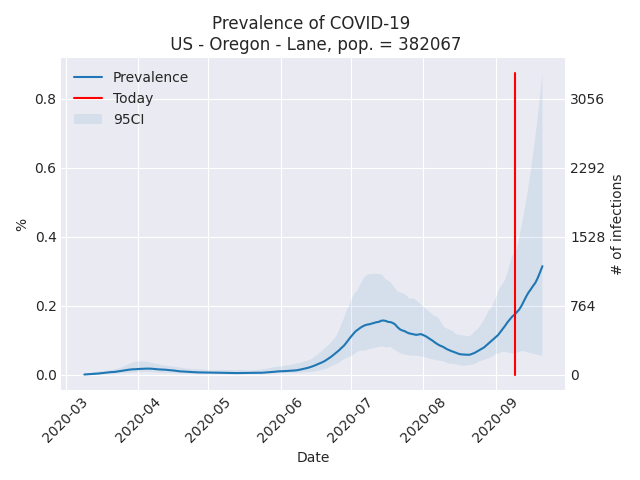 Prevalence of COVID-19
US - Oregon - Lane, pop. = 382067
Prevalence
Today
95CI
%
0.8
0.6
0.4
0.2
0.0
3056
2292
1528
764
0
# of infections
2020-03
2020-04
2020-05
2020-06
2020-07
2020-08
2020-09
Date